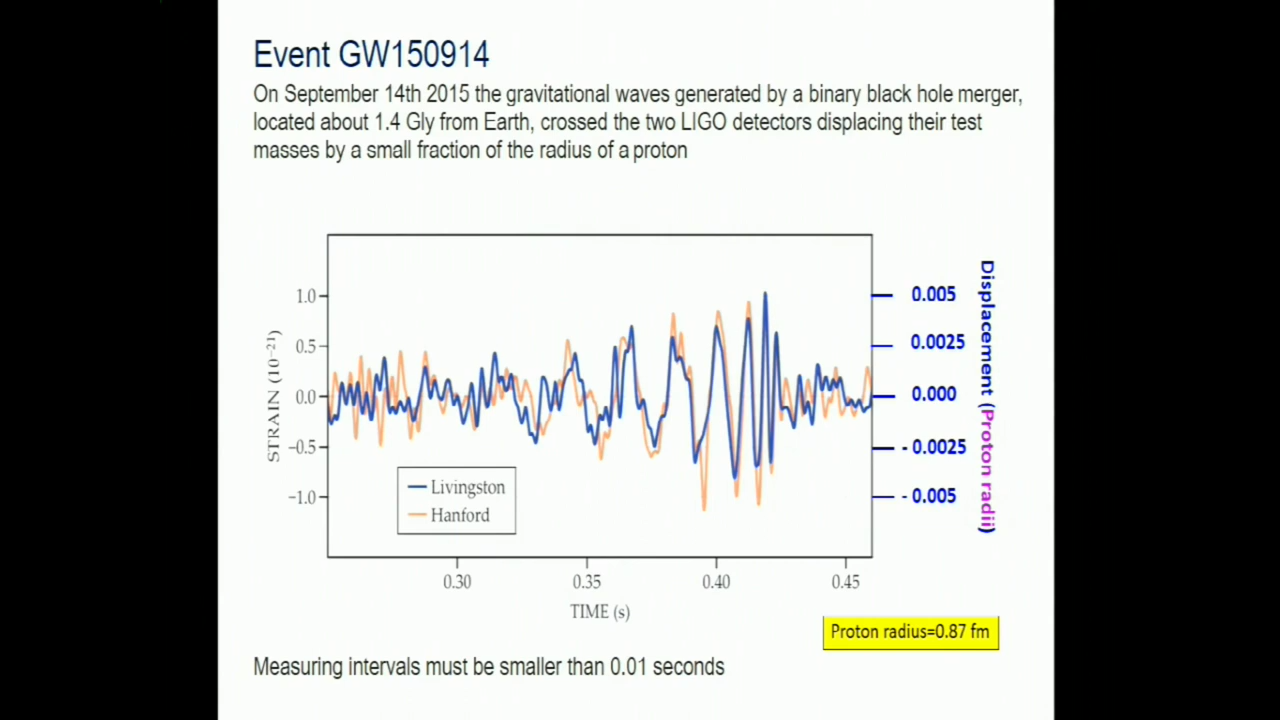 Event GW150914
On September 14th 2015 the gravitational waves generated by a binary black hole merger,
located about 1.4 Gly from Earth, crossed the two LIGO detectors displacing their test
masses by a small fraction of the radius of a proton
STRAIN (10⁻²¹)
1.0
0.5
0.0
−0.5
−1.0
Livingston
Hanford
0.30
0.35
0.40
0.45
TIME (s)
0.005
0.0025
0.000
- 0.0025
- 0.005
Displacement (Proton radii)
Proton radius=0.87 fm
Measuring intervals must be smaller than 0.01 seconds